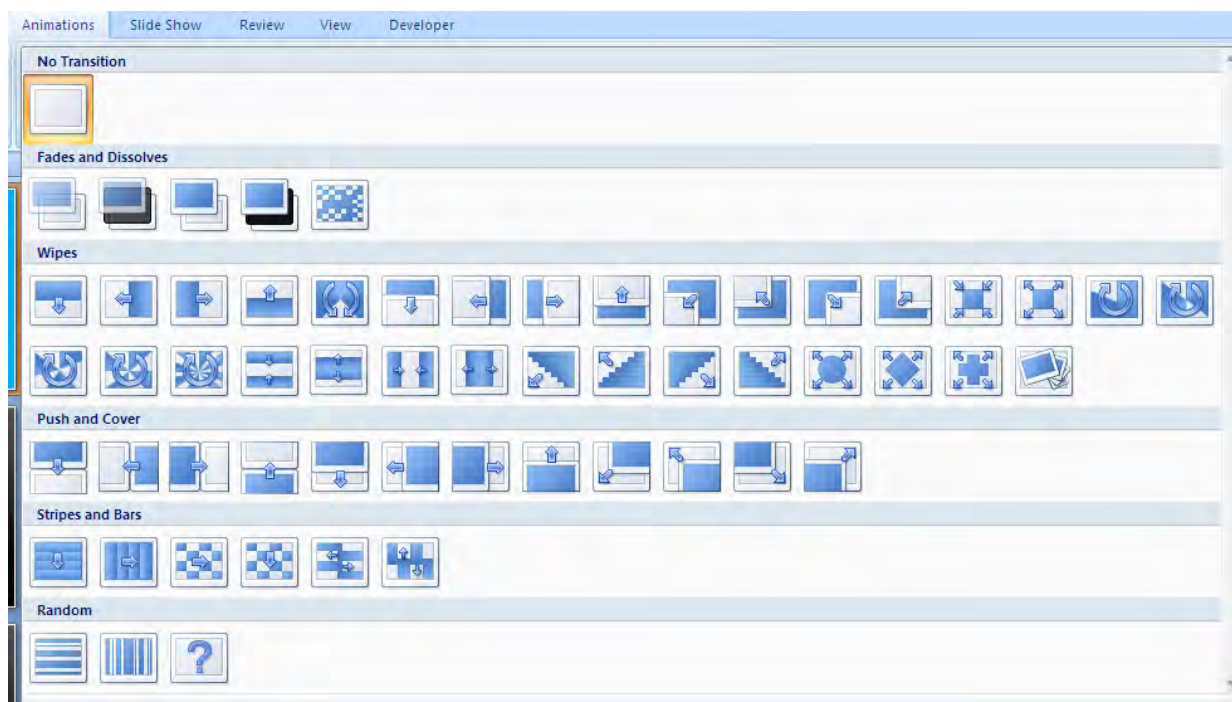 Animations Slide Show Review View Developer
No Transition
Fades and Dissolves
Wipes
Push and Cover
Stripes and Bars
Random
?